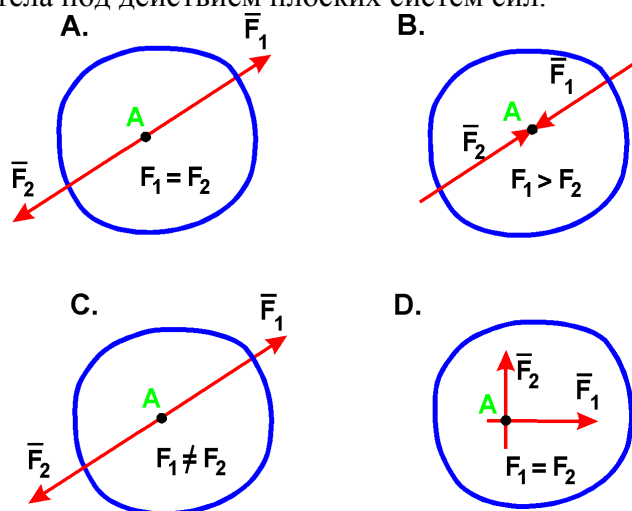 тела под действием плоских систем сил.
A.
F̅₁
A
F̅₂
F₁ = F₂
B.
F̅₁
A
F̅₂
F₁ > F₂
C.
F̅₁
A
F̅₂
F₁ ≠ F₂
D.
F̅₂
A
F̅₁
F₁ = F₂